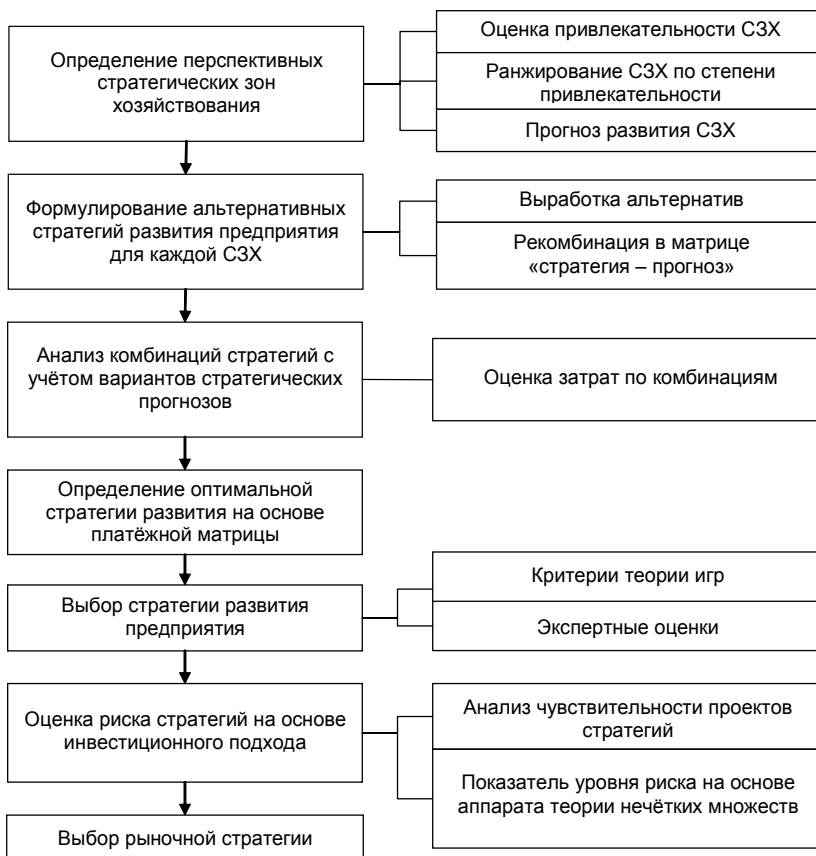 Определение перспективных
стратегических зон
хозяйствования
Оценка привлекательности СЗХ
Ранжирование СЗХ по степени
привлекательности
Прогноз развития СЗХ
Формулирование альтернативных
стратегий развития предприятия
для каждой СЗХ
Выработка альтернатив
Рекомбинация в матрице
«стратегия – прогноз»
Анализ комбинаций стратегий с
учётом вариантов стратегических
прогнозов
Оценка затрат по комбинациям
Определение оптимальной
стратегии развития на основе
платёжной матрицы
Выбор стратегии развития
предприятия
Критерии теории игр
Экспертные оценки
Оценка риска стратегий на основе
инвестиционного подхода
Анализ чувствительности проектов
стратегий
Показатель уровня риска на основе
аппарата теории нечётких множеств
Выбор рыночной стратегии